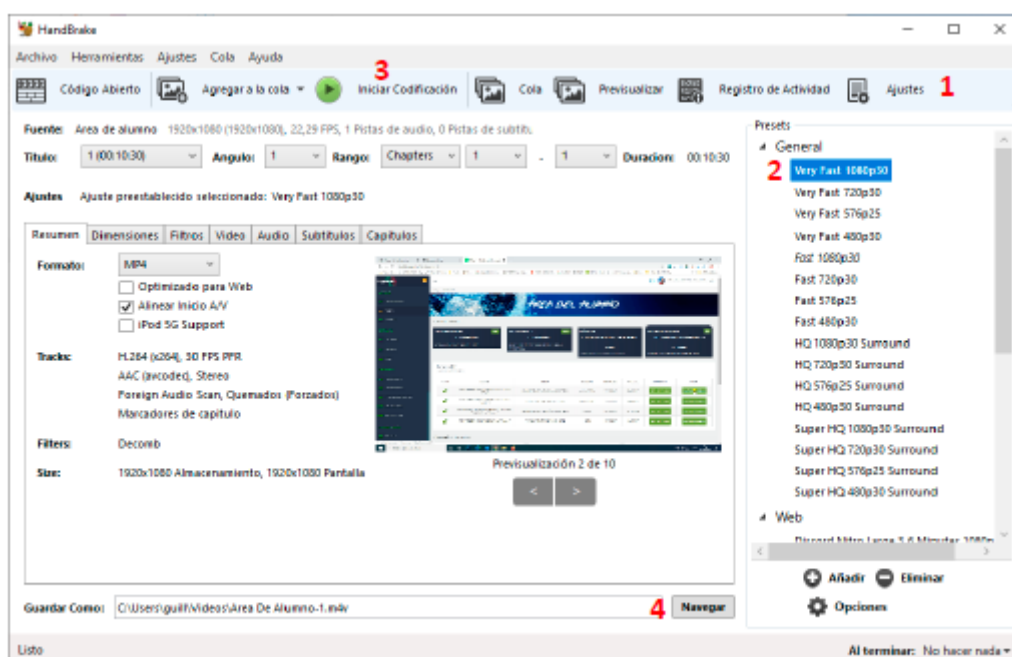 HandBrake
Archivo Herramientas Ajustes Cola Ayuda
3
Código Abierto Agregar a la cola Iniciar Codificación Cola Previsualizar Registro de Actividad Ajustes 1
Fuente: Area de alumno 1920x1080 (1920x1080), 22,29 FPS, 1 Pistas de audio, 0 Pistas de subtitu
Titulo: 1 (00:10:30) Angulo: 1 Rango: Chapters 1 - 1 Duracion: 00:10:30
Ajustes Ajuste preestablecido seleccionado: Very Fast 1080p30
Resumen Dimensiones Filtros Video Audio Subtitulos Capitulos
Formato: MP4
Optimizado para Web
Alinear Inicio A/V
iPod 5G Support
Tracks: H.264 (x264), 30 FPS PFR
AAC (avcodec), Stereo
Foreign Audio Scan, Quemados (Forzados)
Marcadores de capitulo
Filters: Decomb
Size: 1920x1080 Almacenamiento, 1920x1080 Pantalla
AREA DEL ALUMNO
Previsualización 2 de 10
< >
Presets
General
2 Very Fast 1080p30
Very Fast 720p30
Very Fast 576p25
Very Fast 480p30
Fast 1080p30
Fast 720p30
Fast 576p25
Fast 480p30
HQ 1080p30 Surround
HQ 720p30 Surround
HQ 576p25 Surround
HQ 480p30 Surround
Super HQ 1080p30 Surround
Super HQ 720p30 Surround
Super HQ 576p25 Surround
Super HQ 480p30 Surround
Web
Añadir Eliminar
Opciones
Guardar Como: C:\Users\guill\Videos\Area De Alumno-1.m4v 4 Navegar
Listo Al terminar: No hacer nada